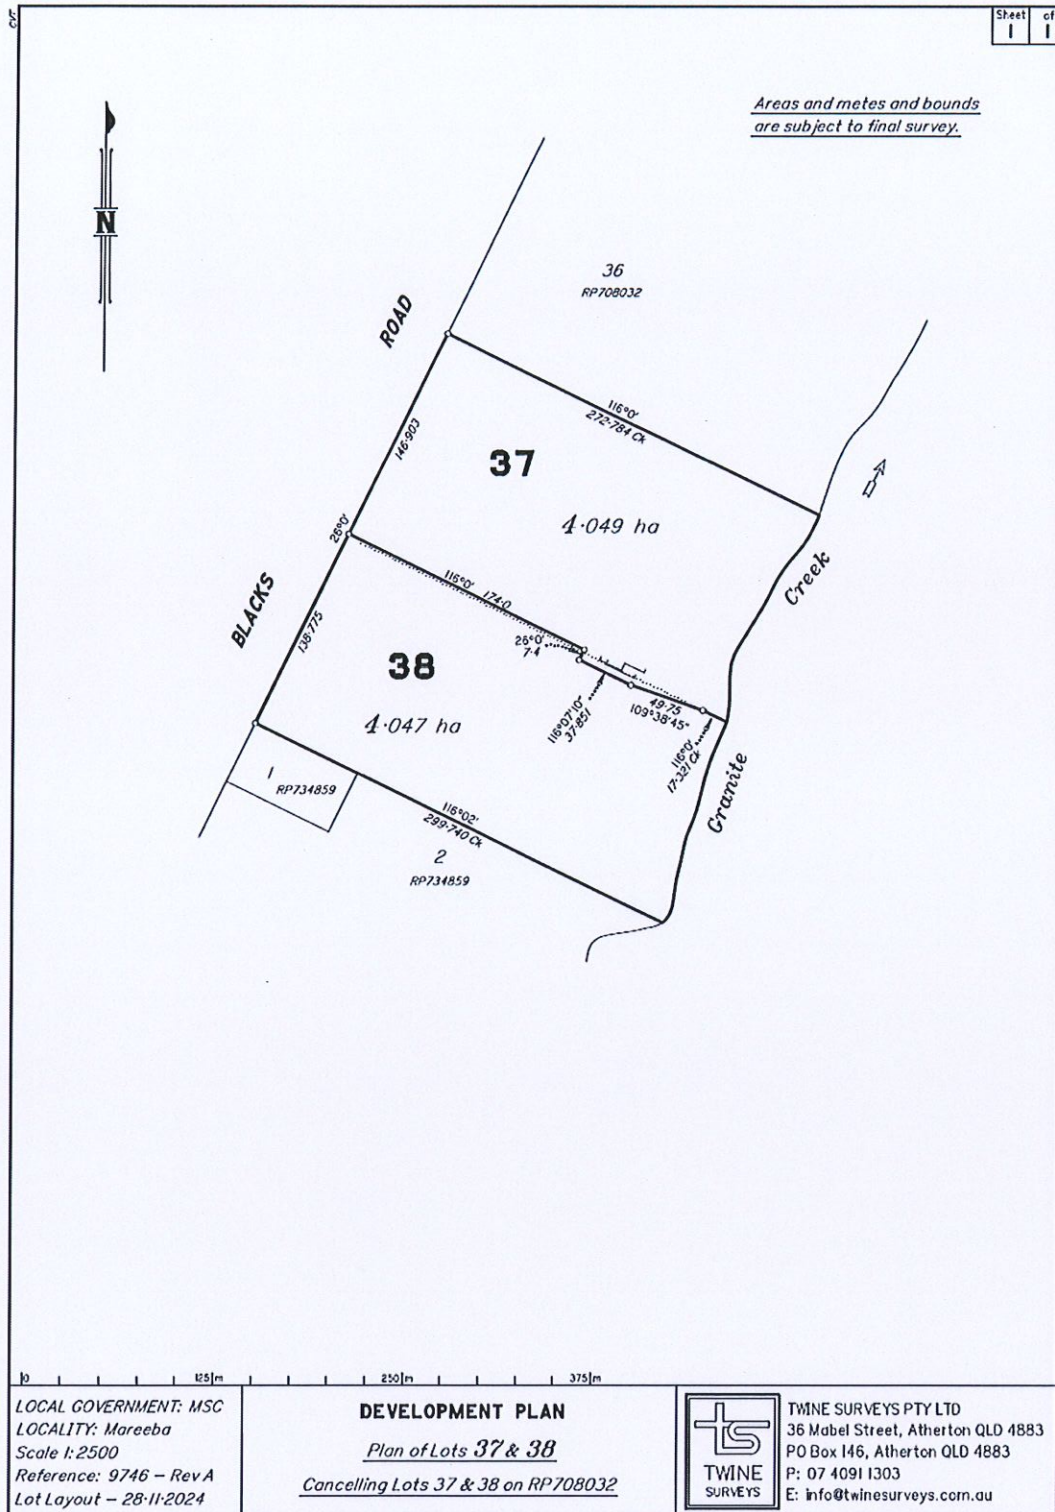 Sheet of
1 1
Areas and metes and bounds
are subject to final survey.
N
36
RP708032
ROAD
116°0'
272·784 Ck
146·903
37
4·049 ha
26°0'
Creek
116°0' 174·0
BLACKS
138·775
26°0'
7·4
38
4·047 ha
49·75
109°38'45"
116°07'10"
37·851
116°0'
17·321 Ck
Granite
1
RP734859
116°02'
299·740 Ck
2
RP734859
0 125 m 250 m 375 m
LOCAL GOVERNMENT: MSC
LOCALITY: Mareeba
Scale 1:2500
Reference: 9746 – Rev A
Lot Layout – 28·11·2024
DEVELOPMENT PLAN
Plan of Lots 37 & 38
Cancelling Lots 37 & 38 on RP708032
ts
TWINE
SURVEYS
TWINE SURVEYS PTY LTD
36 Mabel Street, Atherton QLD 4883
PO Box 146, Atherton QLD 4883
P: 07 4091 1303
E: info@twinesurveys.com.au